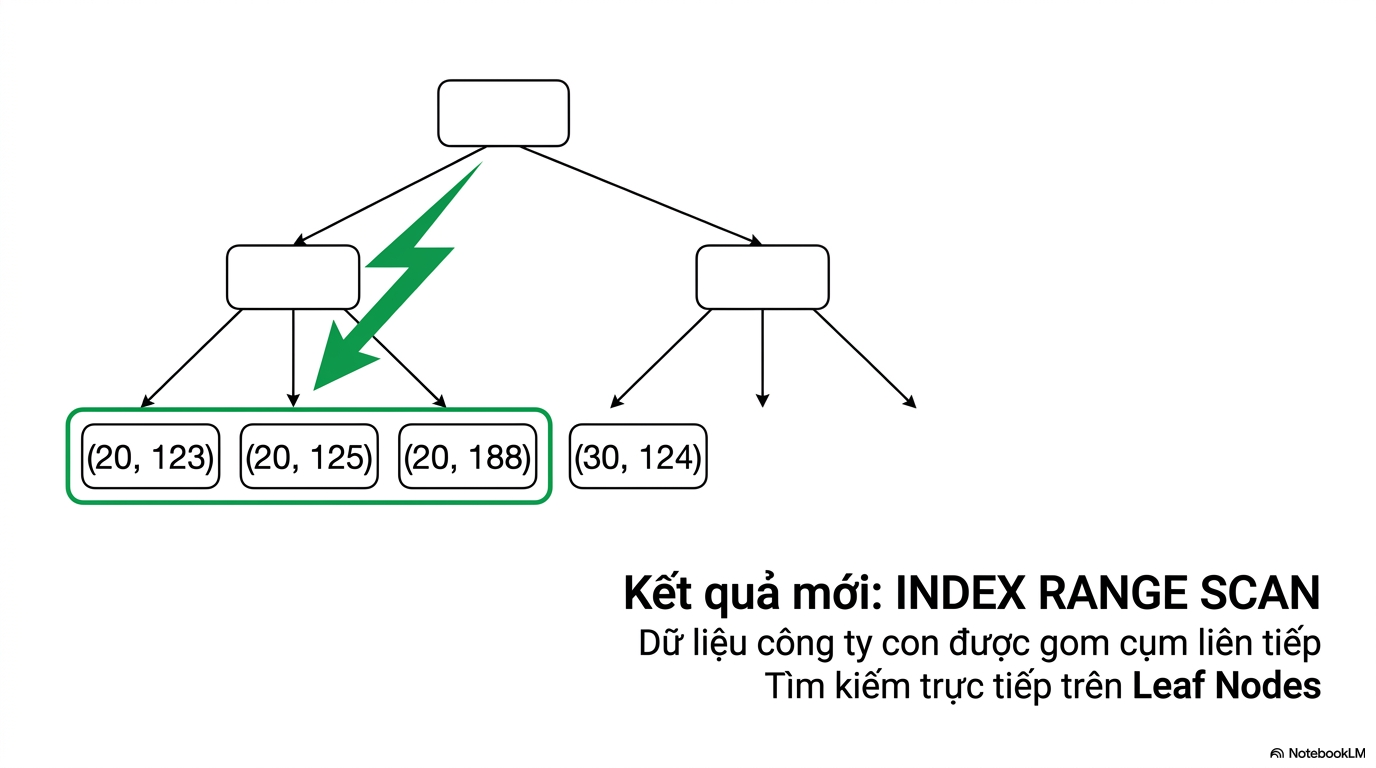 (20, 123) (20, 125) (20, 188) (30, 124)
Kết quả mới: INDEX RANGE SCAN
Dữ liệu công ty con được gom cụm liên tiếp
Tìm kiếm trực tiếp trên Leaf Nodes
NotebookLM